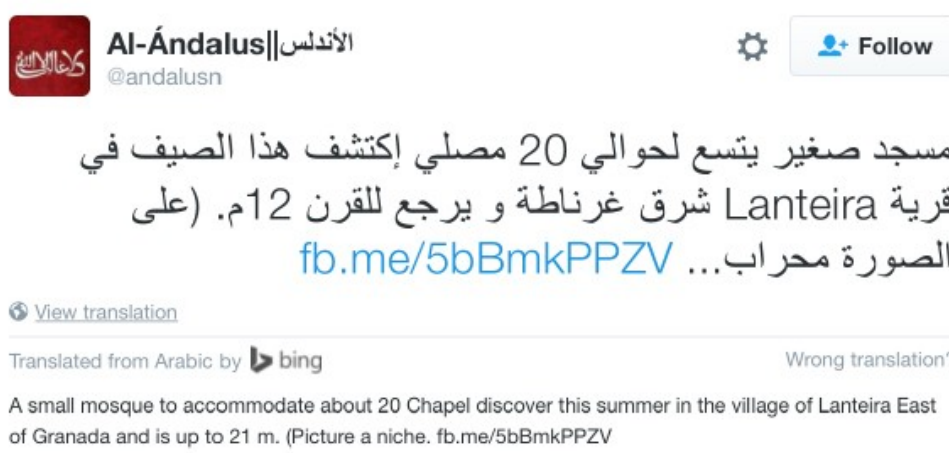 Al-Ándalus||الأندلس
@andalusn
Follow
مسجد صغير يتسع لحوالي 20 مصلي إكتشف هذا الصيف في
قرية Lanteira شرق غرناطة و يرجع للقرن 12م. (على
الصورة محراب... fb.me/5bBmkPPZV
View translation
Translated from Arabic by bing
Wrong translation?
A small mosque to accommodate about 20 Chapel discover this summer in the village of Lanteira East
of Granada and is up to 21 m. (Picture a niche. fb.me/5bBmkPPZV